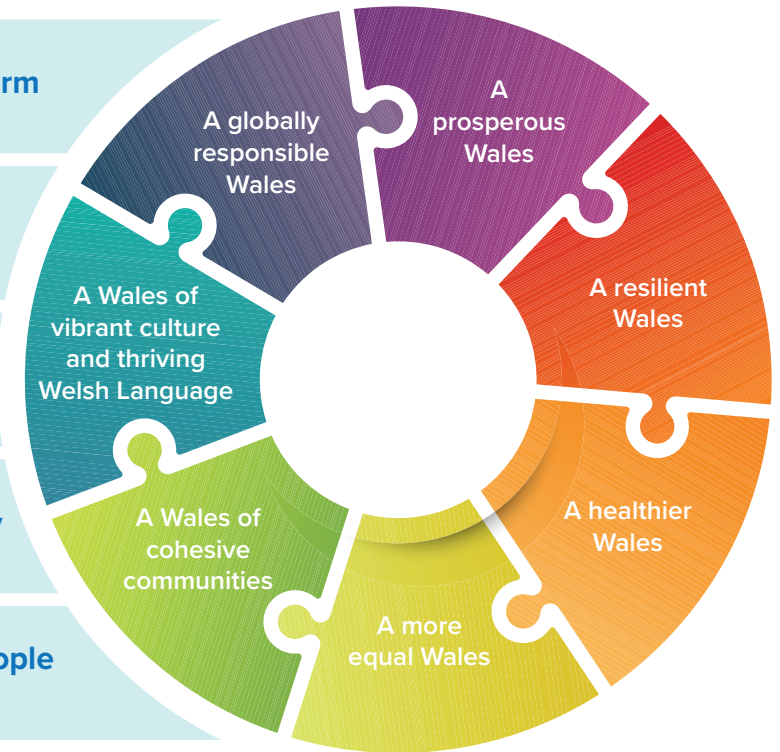 rm
A globally
responsible
Wales
A
prosperous
Wales
A resilient
Wales
A healthier
Wales
A more
equal Wales
A Wales of
cohesive
communities
A Wales of
vibrant culture
and thriving
Welsh Language
ople